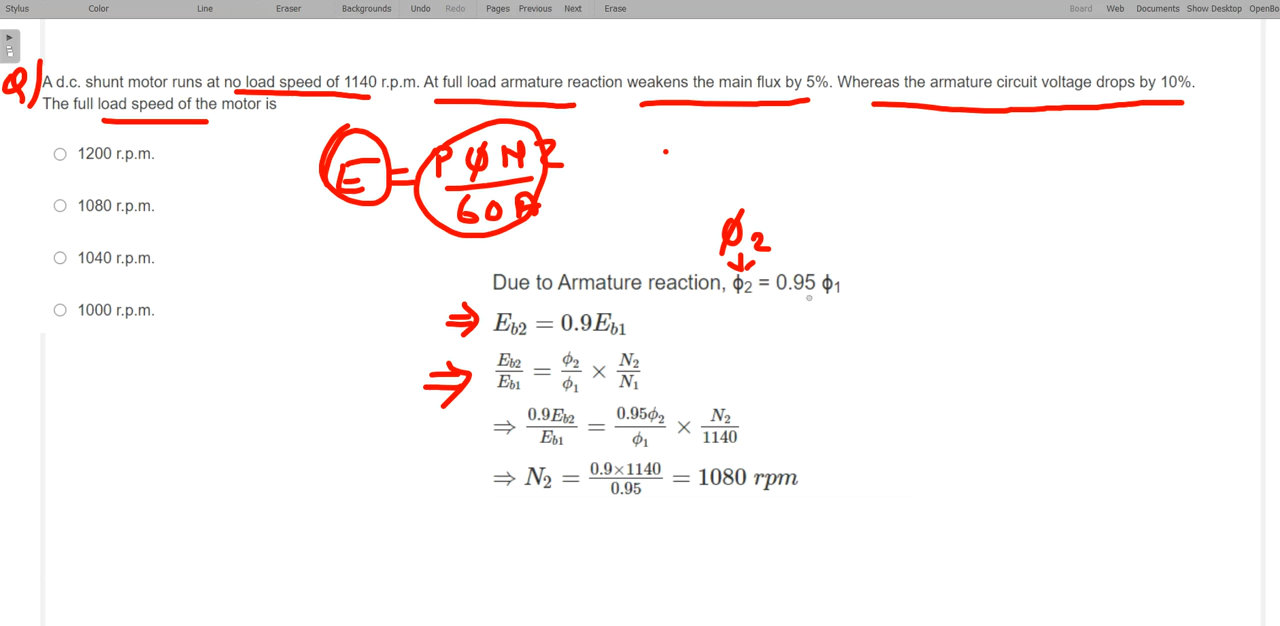 Stylus Color Line Eraser Backgrounds Undo Redo Pages Previous Next Erase Board Web Documents Show Desktop OpenBo
Q) A d.c. shunt motor runs at no load speed of 1140 r.p.m. At full load armature reaction weakens the main flux by 5%. Whereas the armature circuit voltage drops by 10%.
The full load speed of the motor is
1200 r.p.m.
1080 r.p.m.
1040 r.p.m.
1000 r.p.m.
E = PϕNZ / 60A
ϕ2
Due to Armature reaction, ϕ2 = 0.95 ϕ1
⇒ Eb2 = 0.9Eb1
⇒ Eb2/Eb1 = ϕ2/ϕ1 × N2/N1
⇒ 0.9Eb2/Eb1 = 0.95ϕ2/ϕ1 × N2/1140
⇒ N2 = 0.9×1140/0.95 = 1080 rpm